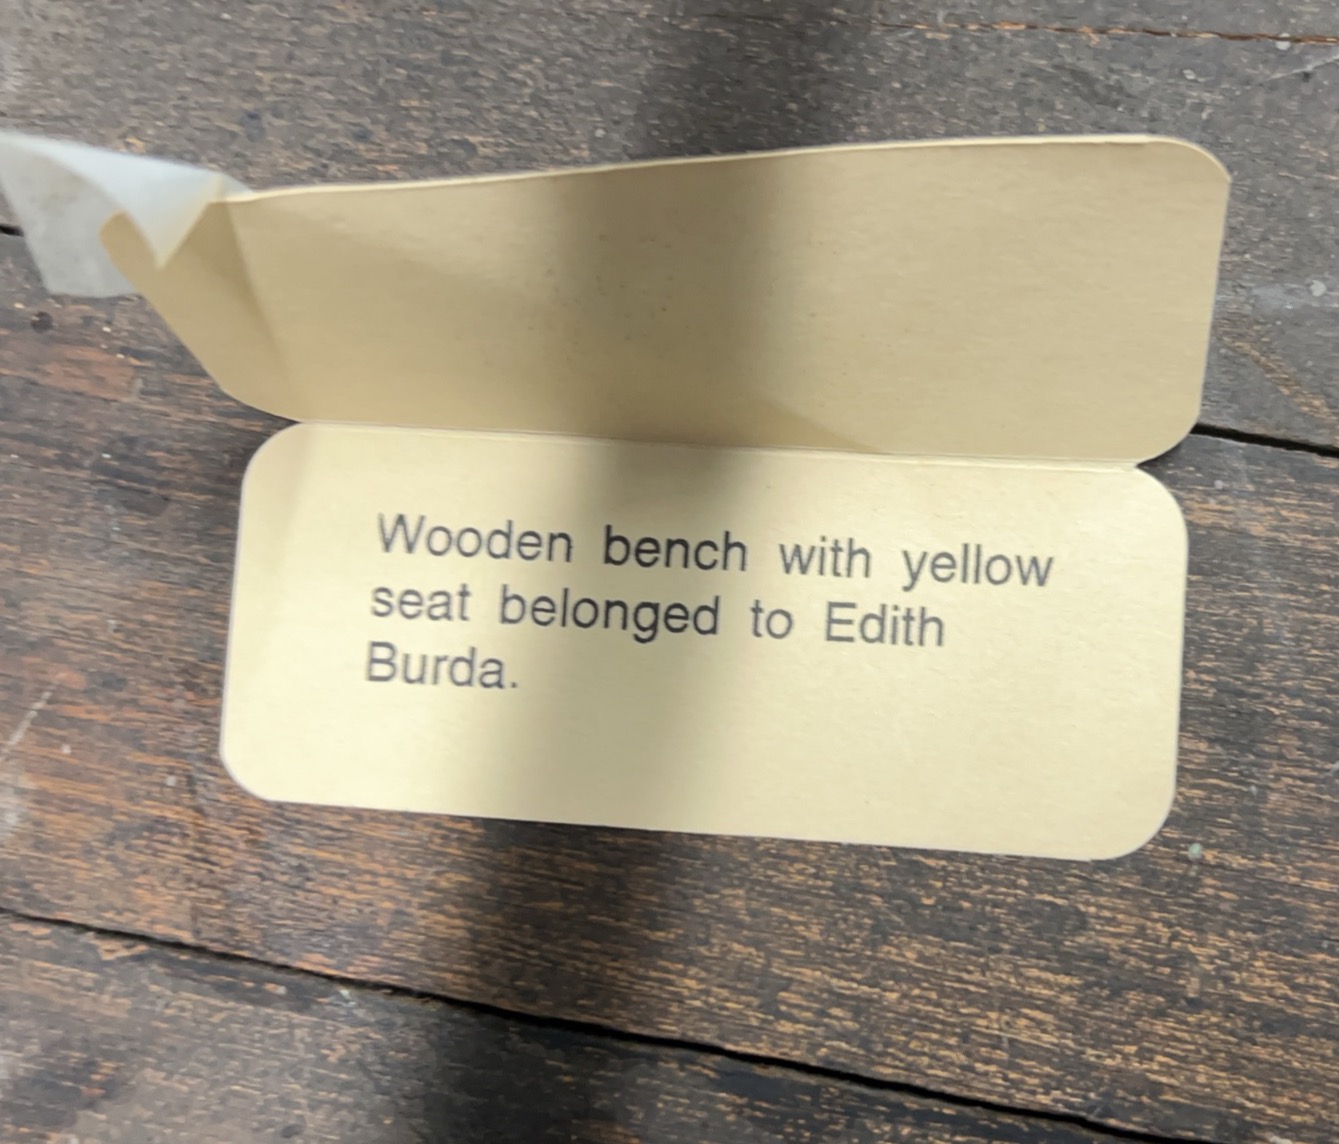 Wooden bench with yellow
seat belonged to Edith
Burda.